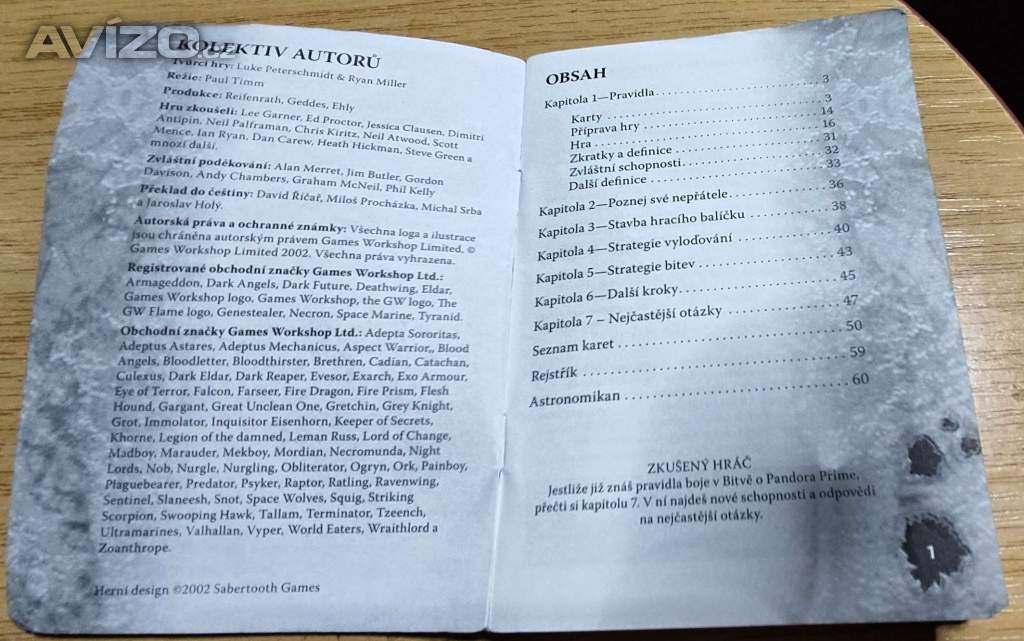 AVÍZO.cz
KOLEKTIV AUTORŮ
Tvůrci hry: Luke Peterschmidt & Ryan Miller
Režie: Paul Timm
Produkce: Reifenrath, Geddes, Ehly
Hru zkoušeli: Lee Garner, Ed Proctor, Jessica Clausen, Dimitri
Antipin, Neil Palframan, Chris Kiritz, Neil Atwood, Scott
Mence, Ian Ryan, Dan Carew, Heath Hickman, Steve Green a
mnozí další.
Zvláštní poděkování: Alan Merret, Jim Butler, Gordon
Davison, Andy Chambers, Graham McNeil, Phil Kelly
Překlad do češtiny: David Říčař, Miloš Procházka, Michal Srba
a Jaroslav Holý.
Autorská práva a ochranné známky: Všechna loga a ilustrace
jsou chráněna autorským právem Games Workshop Limited. ©
Games Workshop Limited 2002. Všechna práva vyhrazena.
Registrované obchodní značky Games Workshop Ltd.:
Armageddon, Dark Angels, Dark Future, Deathwing, Eldar,
Games Workshop logo, Games Workshop, the GW logo, The
GW Flame logo, Genestealer, Necron, Space Marine, Tyranid.
Obchodní značky Games Workshop Ltd.: Adepta Sororitas,
Adeptus Astares, Adeptus Mechanicus, Aspect Warrior,, Blood
Angels, Bloodletter, Bloodthirster, Brethren, Cadian, Catachan,
Culexus, Dark Eldar, Dark Reaper, Evesor, Exarch, Exo Armour,
Eye of Terror, Falcon, Farseer, Fire Dragon, Fire Prism, Flesh
Hound, Gargant, Great Unclean One, Gretchin, Grey Knight,
Grot, Immolator, Inquisitor Eisenhorn, Keeper of Secrets,
Khorne, Legion of the damned, Leman Russ, Lord of Change,
Madboy, Marauder, Mekboy, Mordian, Necromunda, Night
Lords, Nob, Nurgle, Nurgling, Obliterator, Ogryn, Ork, Painboy,
Plaguebearer, Predator, Psyker, Raptor, Ratling, Ravenwing,
Sentinel, Slaneesh, Snot, Space Wolves, Squig, Striking
Scorpion, Swooping Hawk, Tallam, Terminator, Tzeench,
Ultramarines, Valhallan, Vyper, World Eaters, Wraithlord a
Zoanthrope.
Herní design ©2002 Sabertooth Games
OBSAH
Kapitola 1—Pravidla 3
Karty 3
Příprava hry 14
Hra 16
Zkratky a definice 31
Zvláštní schopnosti 32
Další definice 33
Kapitola 2—Poznej své nepřátele 36
Kapitola 3—Stavba hracího balíčku 38
Kapitola 4—Strategie vyloďování 40
Kapitola 5—Strategie bitev 43
Kapitola 6—Další kroky 45
Kapitola 7 – Nejčastější otázky 47
Seznam karet 50
Rejstřík 59
Astronomikan 60
ZKUŠENÝ HRÁČ
Jestliže již znáš pravidla boje v Bitvě o Pandora Prime,
přečti si kapitolu 7. V ní najdeš nové schopnosti a odpovědi
na nejčastější otázky.
1